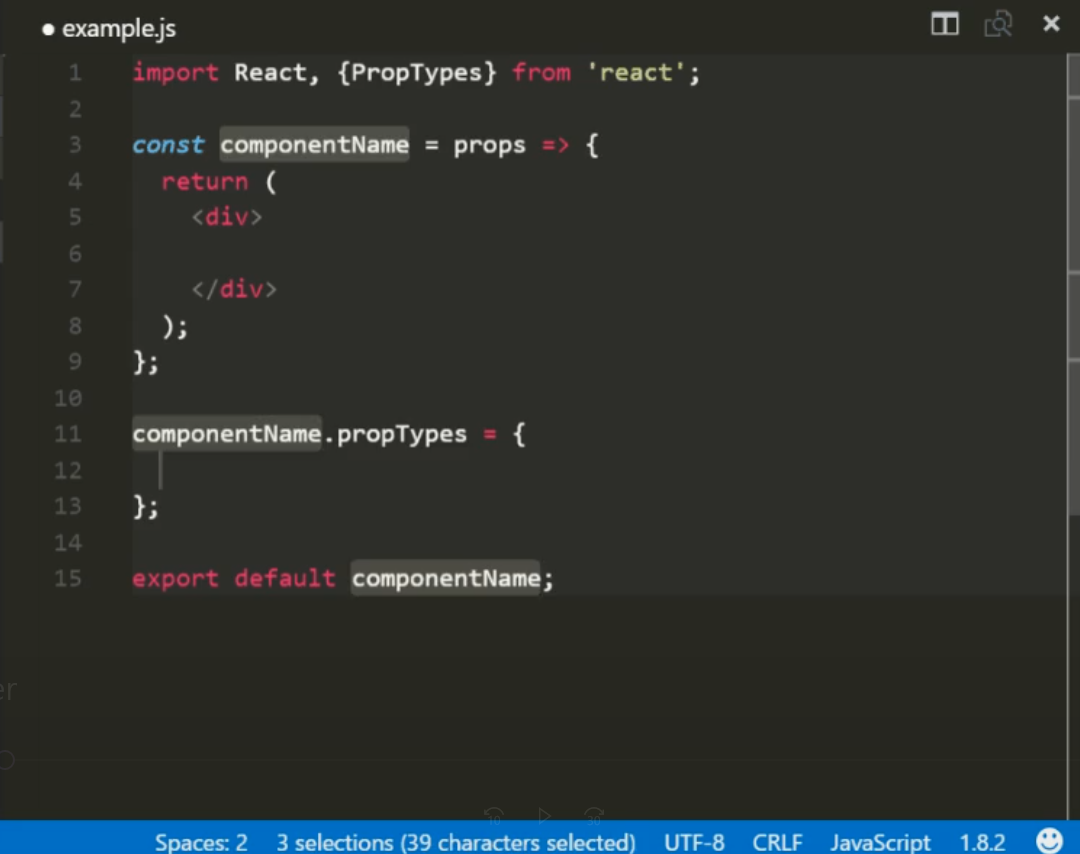 ● example.js
1 import React, {PropTypes} from 'react';
2
3 const componentName = props => {
4   return (
5     <div>
6
7     </div>
8   );
9 };
10
11 componentName.propTypes = {
12
13 };
14
15 export default componentName;
er
10 30
Spaces: 2 3 selections (39 characters selected) UTF-8 CRLF JavaScript 1.8.2